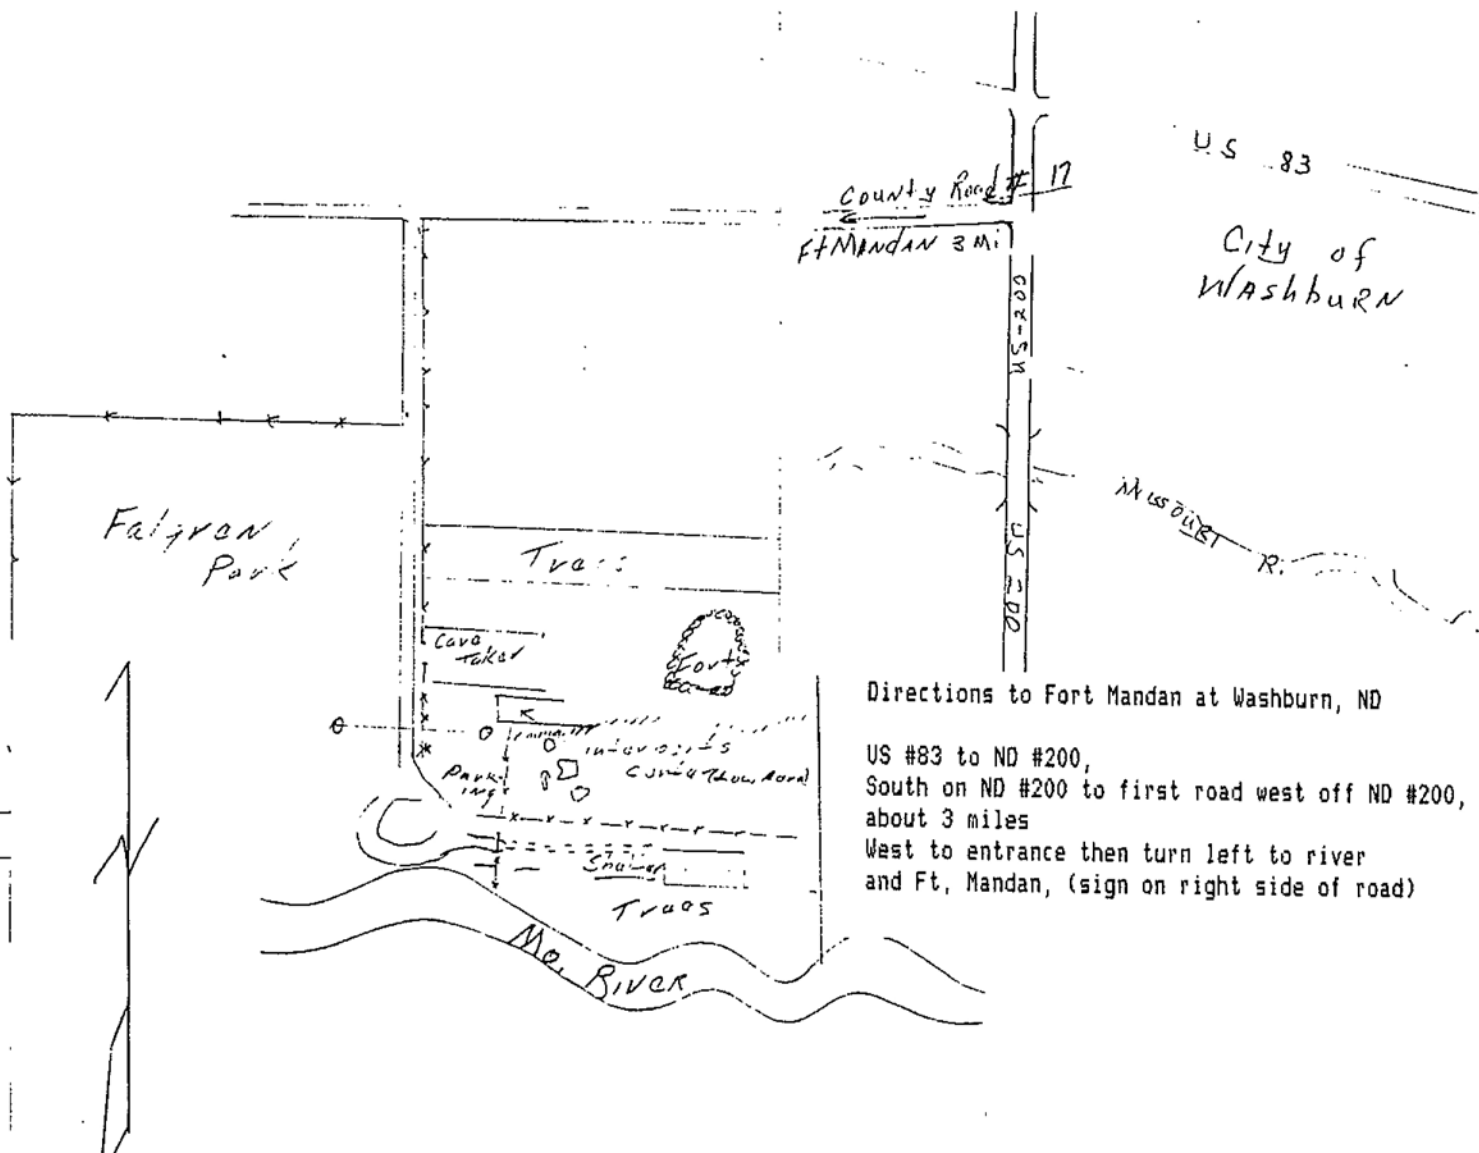 U.S 83
County Road # 17
Ft MANDAN 3 Mi
City of
WAShbuRN
US-200
MissouRI R.
US 200
Falgren
Park
Trees
Care
Taker
Fort
Park
ing
Shelter
Trees
Mo. RIVER
N
Directions to Fort Mandan at Washburn, ND
US #83 to ND #200,
South on ND #200 to first road west off ND #200,
about 3 miles
West to entrance then turn left to river
and Ft, Mandan, (sign on right side of road)